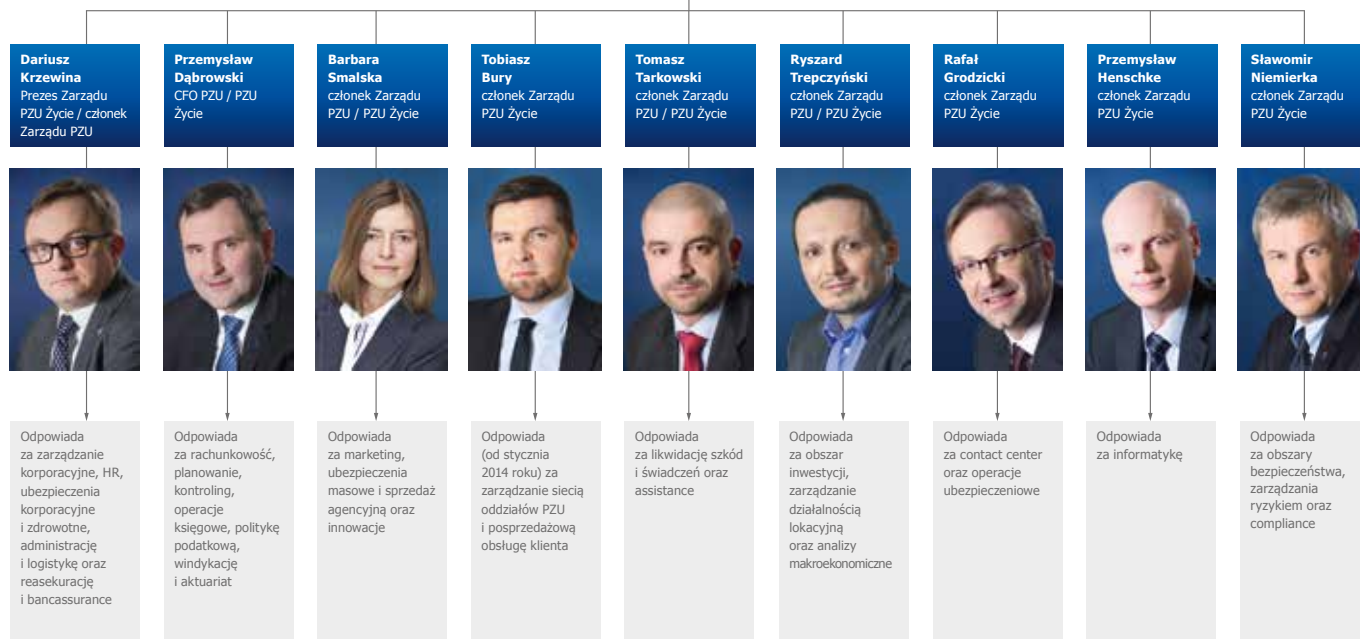 Dariusz
Krzewina
Prezes Zarządu
PZU Życie / członek
Zarządu PZU
Przemysław
Dąbrowski
CFO PZU / PZU
Życie
Barbara
Smalska
członek Zarządu
PZU / PZU Życie
Tobiasz
Bury
członek Zarządu
PZU Życie
Tomasz
Tarkowski
członek Zarządu
PZU / PZU Życie
Ryszard
Trepczyński
członek Zarządu
PZU / PZU Życie
Rafał
Grodzicki
członek Zarządu
PZU Życie
Przemysław
Henschke
członek Zarządu
PZU Życie
Sławomir
Niemierka
członek Zarządu
PZU Życie
Odpowiada
za zarządzanie
korporacyjne, HR,
ubezpieczenia
korporacyjne
i zdrowotne,
administrację
i logistykę oraz
reasekurację
i bancassurance
Odpowiada
za rachunkowość,
planowanie,
kontroling,
operacje
księgowe, politykę
podatkową,
windykację
i aktuariat
Odpowiada
za marketing,
ubezpieczenia
masowe i sprzedaż
agencyjną oraz
innowacje
Odpowiada
(od stycznia
2014 roku) za
zarządzanie siecią
oddziałów PZU
i posprzedażową
obsługę klienta
Odpowiada
za likwidację szkód
i świadczeń oraz
assistance
Odpowiada
za obszar
inwestycji,
zarządzanie
działalnością
lokacyjną
oraz analizy
makroekonomiczne
Odpowiada
za contact center
oraz operacje
ubezpieczeniowe
Odpowiada
za informatykę
Odpowiada
za obszary
bezpieczeństwa,
zarządzania
ryzykiem oraz
compliance